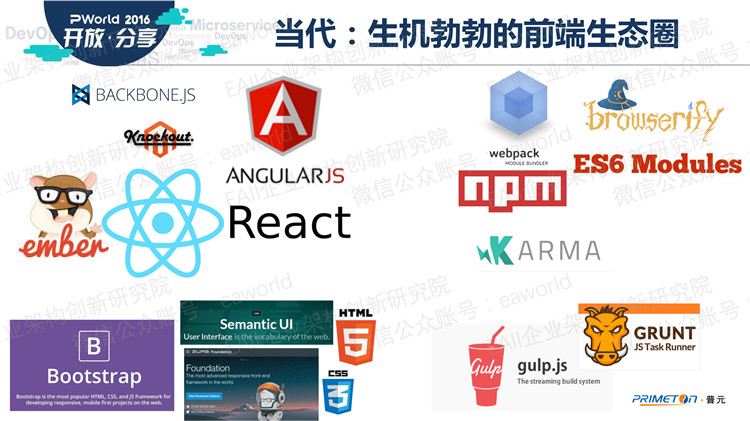 PWorld 2016
开放·分享
DevOps
Microservice
DevOps
DevOps
当代：生机勃勃的前端生态圈
BACKBONE.JS
Knockout.
A
ANGULARJS
ember
React
webpack
MODULE BUNDLER
browserify
ES6 Modules
npm
KARMA
B
Bootstrap
Bootstrap is the most popular HTML, CSS, and JS framework for
developing responsive, mobile first projects on the web.
Semantic UI
User Interface is the vocabulary of the web.
HTML
5
Foundation
Foundation
The most advanced responsive front-end
framework in the world.
CSS
3
Gulp
gulp.js
The streaming build system
GRUNT
JS Task Runner
PRIMETON·普元
EAII企业架构创新研究院
微信公众账号：eaworld